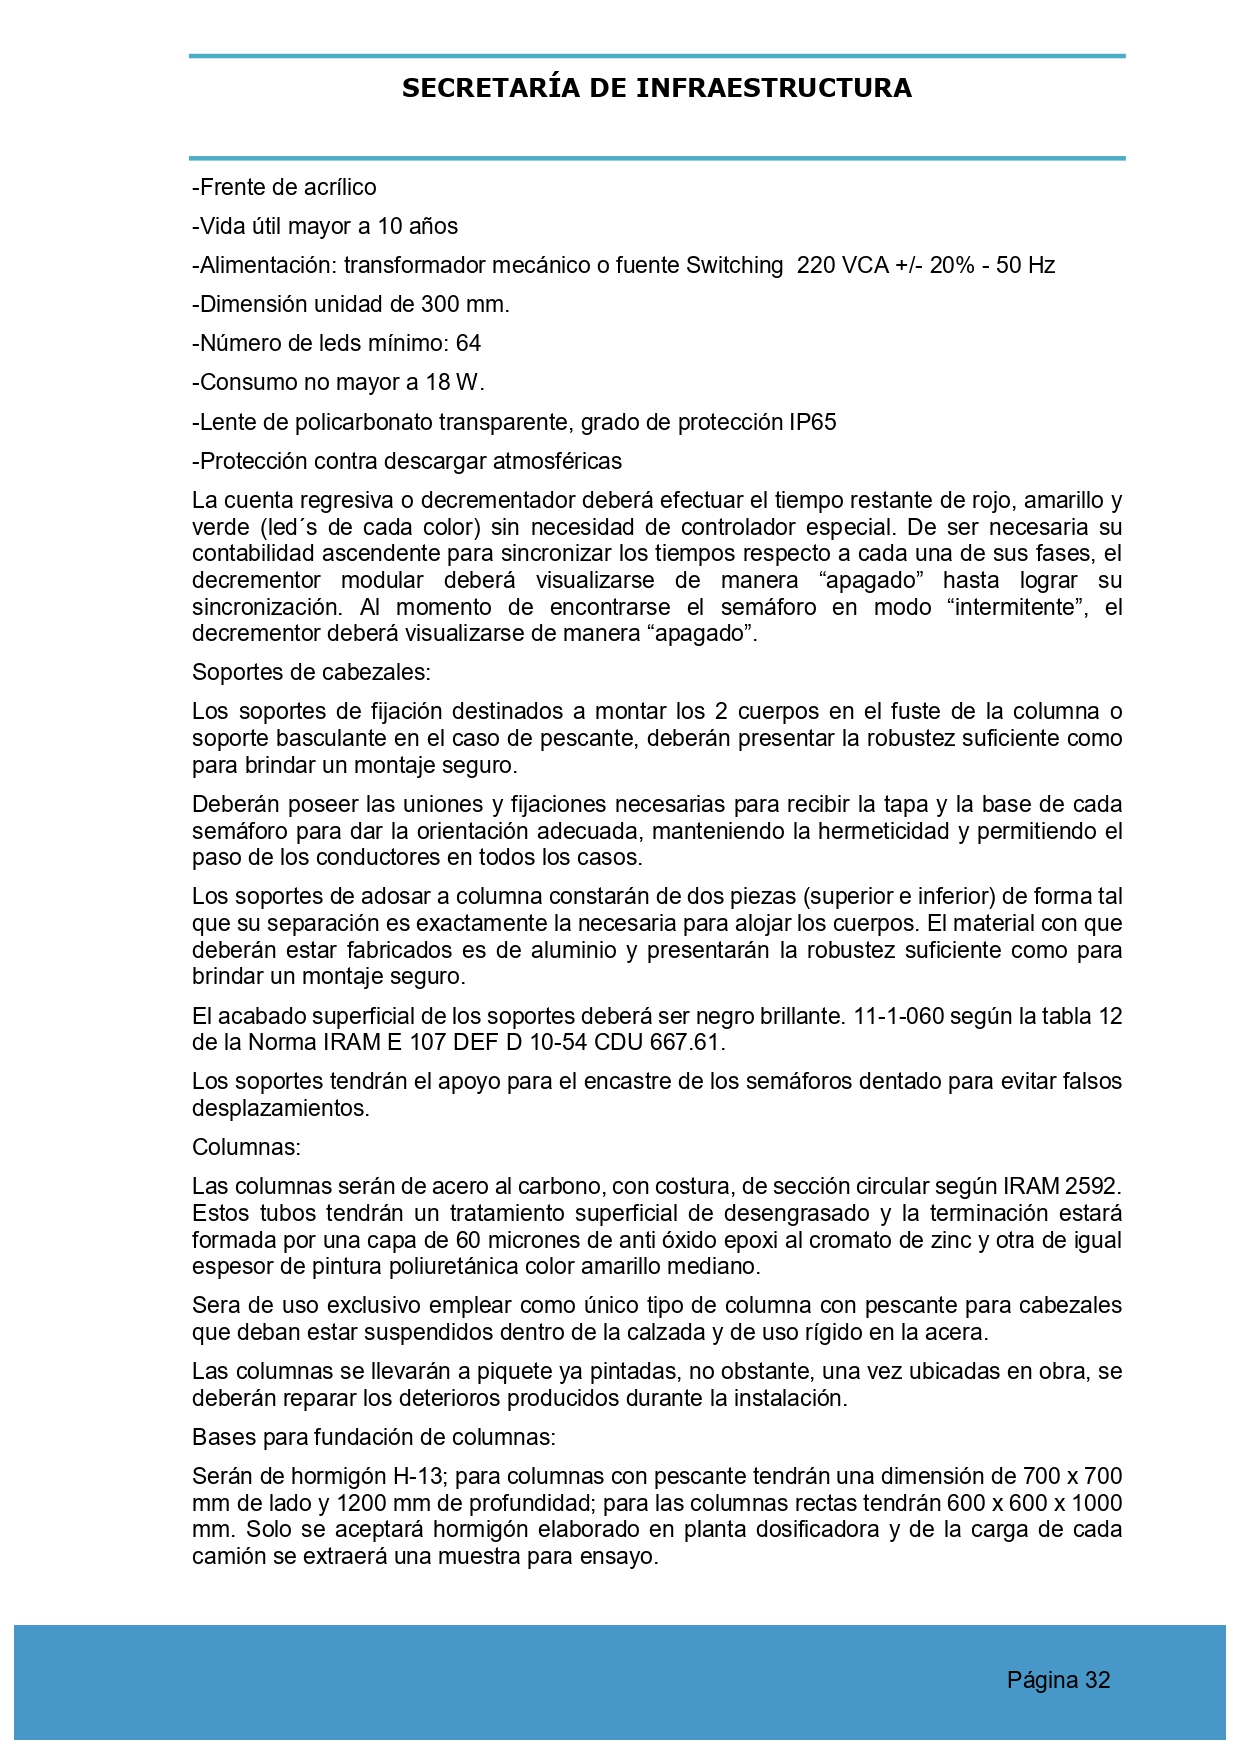 SECRETARÍA DE INFRAESTRUCTURA
-Frente de acrílico
-Vida útil mayor a 10 años
-Alimentación: transformador mecánico o fuente Switching  220 VCA +/- 20% - 50 Hz
-Dimensión unidad de 300 mm.
-Número de leds mínimo: 64
-Consumo no mayor a 18 W.
-Lente de policarbonato transparente, grado de protección IP65
-Protección contra descargar atmosféricas
La cuenta regresiva o decrementador deberá efectuar el tiempo restante de rojo, amarillo y
verde (led´s de cada color) sin necesidad de controlador especial. De ser necesaria su
contabilidad ascendente para sincronizar los tiempos respecto a cada una de sus fases, el
decrementor modular deberá visualizarse de manera “apagado” hasta lograr su
sincronización. Al momento de encontrarse el semáforo en modo “intermitente”, el
decrementor deberá visualizarse de manera “apagado”.
Soportes de cabezales:
Los soportes de fijación destinados a montar los 2 cuerpos en el fuste de la columna o
soporte basculante en el caso de pescante, deberán presentar la robustez suficiente como
para brindar un montaje seguro.
Deberán poseer las uniones y fijaciones necesarias para recibir la tapa y la base de cada
semáforo para dar la orientación adecuada, manteniendo la hermeticidad y permitiendo el
paso de los conductores en todos los casos.
Los soportes de adosar a columna constarán de dos piezas (superior e inferior) de forma tal
que su separación es exactamente la necesaria para alojar los cuerpos. El material con que
deberán estar fabricados es de aluminio y presentarán la robustez suficiente como para
brindar un montaje seguro.
El acabado superficial de los soportes deberá ser negro brillante. 11-1-060 según la tabla 12
de la Norma IRAM E 107 DEF D 10-54 CDU 667.61.
Los soportes tendrán el apoyo para el encastre de los semáforos dentado para evitar falsos
desplazamientos.
Columnas:
Las columnas serán de acero al carbono, con costura, de sección circular según IRAM 2592.
Estos tubos tendrán un tratamiento superficial de desengrasado y la terminación estará
formada por una capa de 60 micrones de anti óxido epoxi al cromato de zinc y otra de igual
espesor de pintura poliuretánica color amarillo mediano.
Sera de uso exclusivo emplear como único tipo de columna con pescante para cabezales
que deban estar suspendidos dentro de la calzada y de uso rígido en la acera.
Las columnas se llevarán a piquete ya pintadas, no obstante, una vez ubicadas en obra, se
deberán reparar los deterioros producidos durante la instalación.
Bases para fundación de columnas:
Serán de hormigón H-13; para columnas con pescante tendrán una dimensión de 700 x 700
mm de lado y 1200 mm de profundidad; para las columnas rectas tendrán 600 x 600 x 1000
mm. Solo se aceptará hormigón elaborado en planta dosificadora y de la carga de cada
camión se extraerá una muestra para ensayo.
Página 32